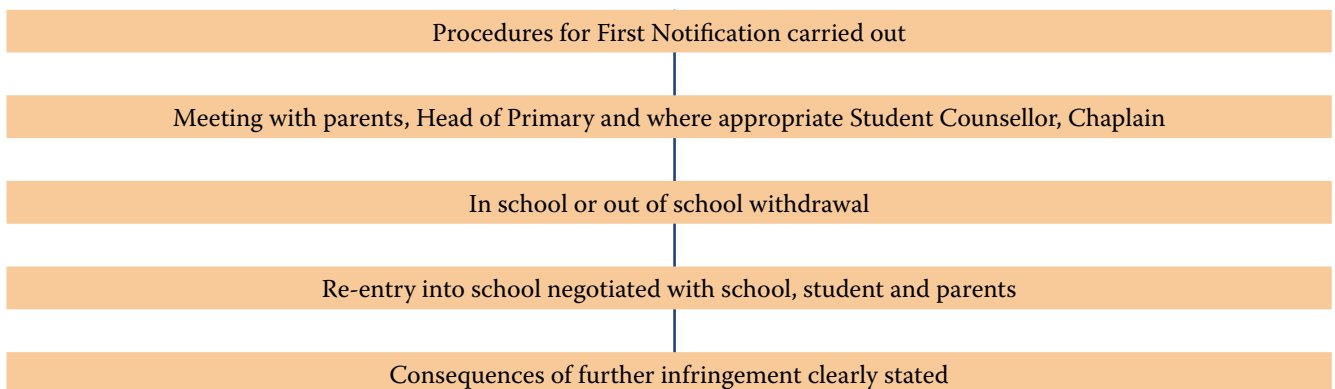 Procedures for First Notification carried out
Meeting with parents, Head of Primary and where appropriate Student Counsellor, Chaplain
In school or out of school withdrawal
Re-entry into school negotiated with school, student and parents
Consequences of further infringement clearly stated